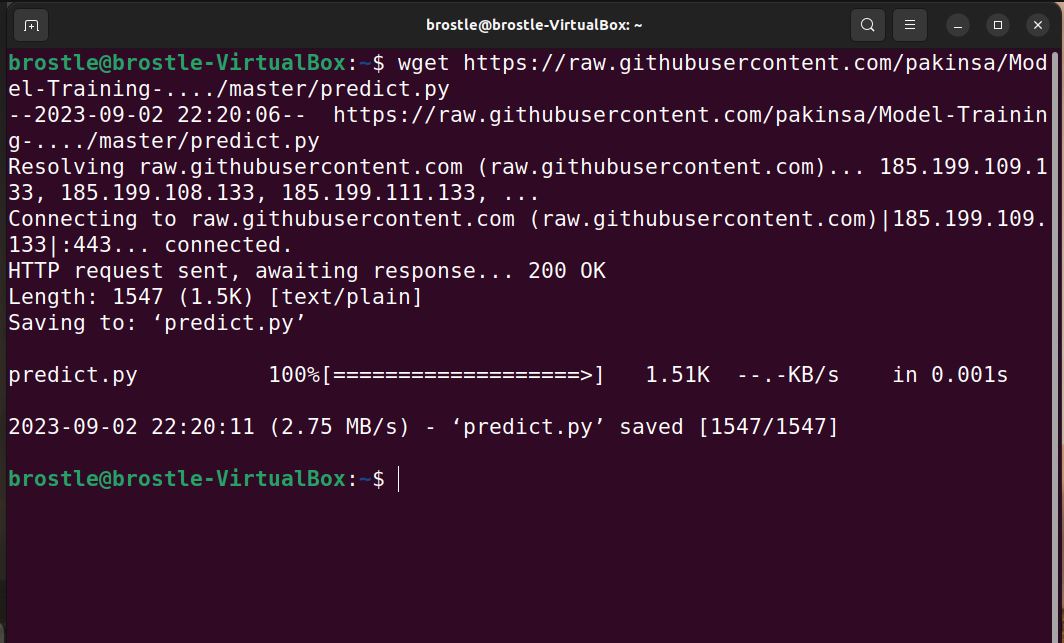 brostle@brostle-VirtualBox: ~
brostle@brostle-VirtualBox:~$ wget https://raw.githubusercontent.com/pakinsa/Mod
el-Training-..../master/predict.py
--2023-09-02 22:20:06--  https://raw.githubusercontent.com/pakinsa/Model-Trainin
g-..../master/predict.py
Resolving raw.githubusercontent.com (raw.githubusercontent.com)... 185.199.109.1
33, 185.199.108.133, 185.199.111.133, ...
Connecting to raw.githubusercontent.com (raw.githubusercontent.com)|185.199.109.
133|:443... connected.
HTTP request sent, awaiting response... 200 OK
Length: 1547 (1.5K) [text/plain]
Saving to: ‘predict.py’
predict.py          100%[===================>]   1.51K  --.-KB/s    in 0.001s
2023-09-02 22:20:11 (2.75 MB/s) - ‘predict.py’ saved [1547/1547]
brostle@brostle-VirtualBox:~$